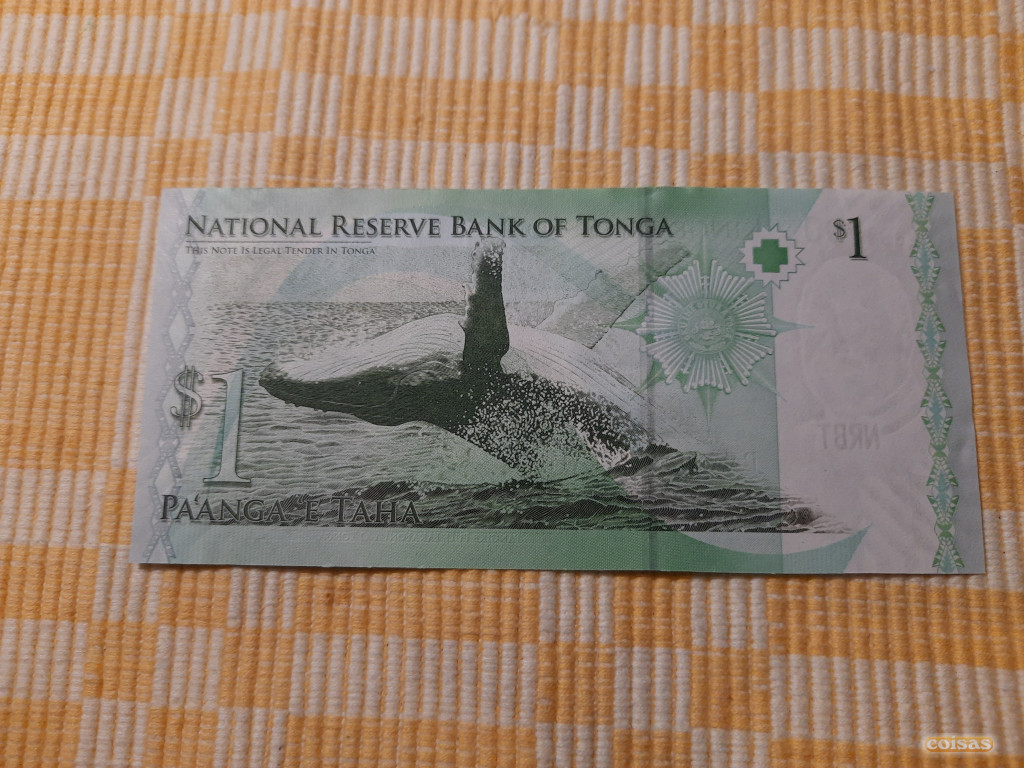 NATIONAL RESERVE BANK OF TONGA
THIS NOTE IS LEGAL TENDER IN TONGA
$1
$1
PA'ANGA 'E TAHA
NRBT
coisas